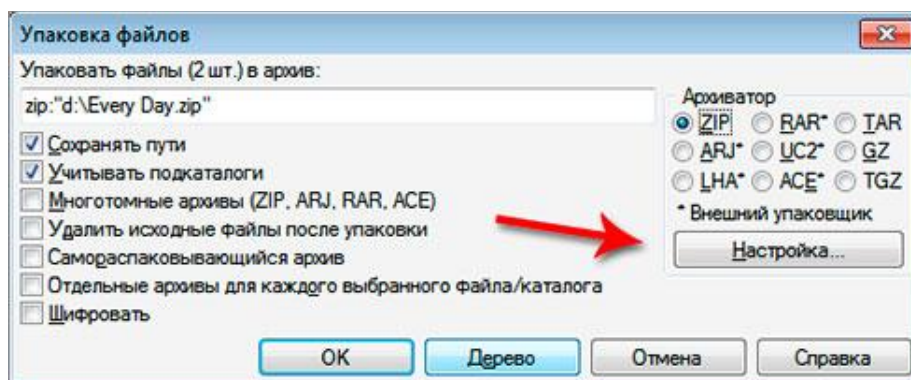 Упаковка файлов
Упаковать файлы (2 шт.) в архив:
zip:"d:\Every Day.zip"
Архиватор
ZIP RAR* TAR
ARJ* UC2* GZ
LHA* ACE* TGZ
* Внешний упаковщик
Настройка...
Сохранять пути
Учитывать подкаталоги
Многотомные архивы (ZIP, ARJ, RAR, ACE)
Удалить исходные файлы после упаковки
Самораспаковывающийся архив
Отдельные архивы для каждого выбранного файла/каталога
Шифровать
OK Дерево Отмена Справка